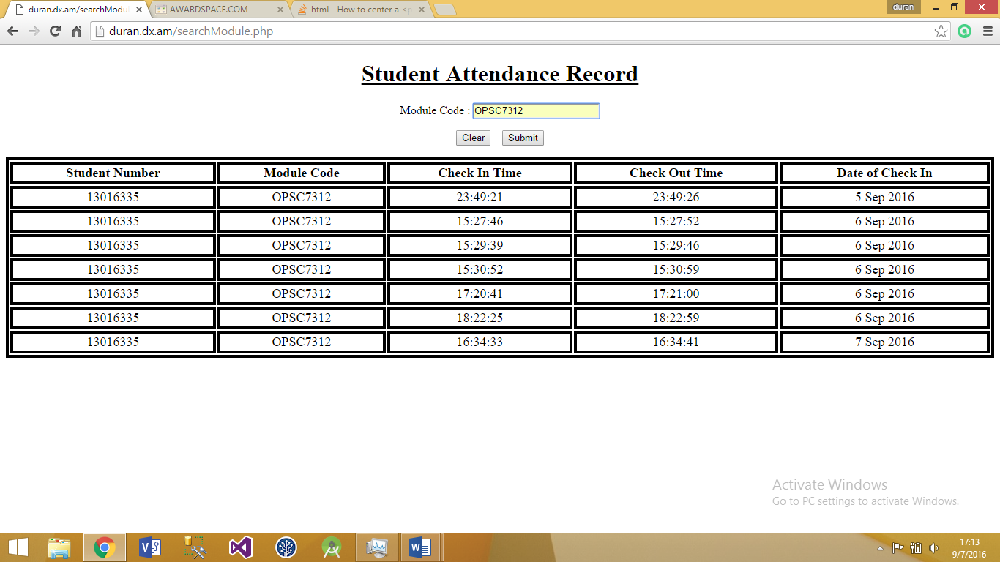 duran.dx.am/searchModu
AWARDSPACE.COM
html - How to center a <p
duran
duran.dx.am/searchModule.php
Student Attendance Record
Module Code : OPSC7312
Clear Submit
Student Number Module Code Check In Time Check Out Time Date of Check In
13016335 OPSC7312 23:49:21 23:49:26 5 Sep 2016
13016335 OPSC7312 15:27:46 15:27:52 6 Sep 2016
13016335 OPSC7312 15:29:39 15:29:46 6 Sep 2016
13016335 OPSC7312 15:30:52 15:30:59 6 Sep 2016
13016335 OPSC7312 17:20:41 17:21:00 6 Sep 2016
13016335 OPSC7312 18:22:25 18:22:59 6 Sep 2016
13016335 OPSC7312 16:34:33 16:34:41 7 Sep 2016
Activate Windows
Go to PC settings to activate Windows.
17:13
9/7/2016